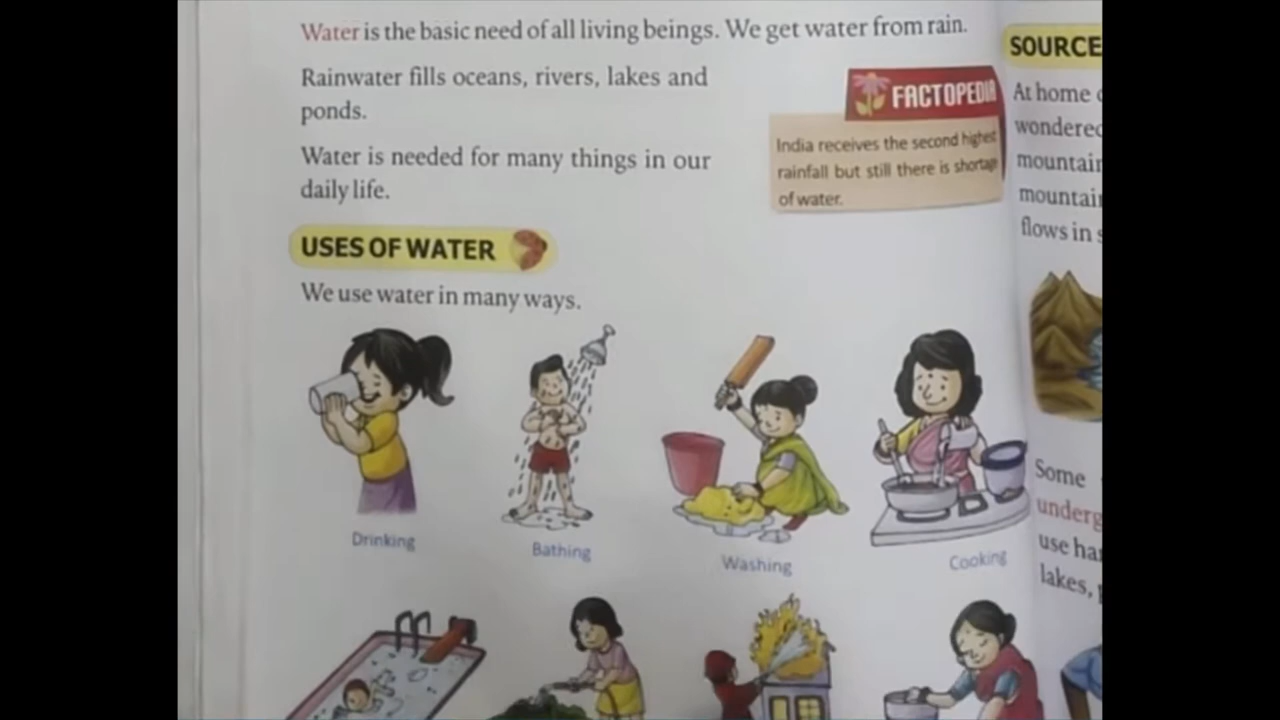 Water is the basic need of all living beings. We get water from rain.
Rainwater fills oceans, rivers, lakes and
ponds.
Water is needed for many things in our
daily life.
FACTOPEDIA
India receives the second highest
rainfall but still there is shortage
of water.
USES OF WATER
We use water in many ways.
Drinking
Bathing
Washing
Cooking
SOURCE
At home
wondered
mountain
mountain
flows in
Some
underg
use ha
lakes,